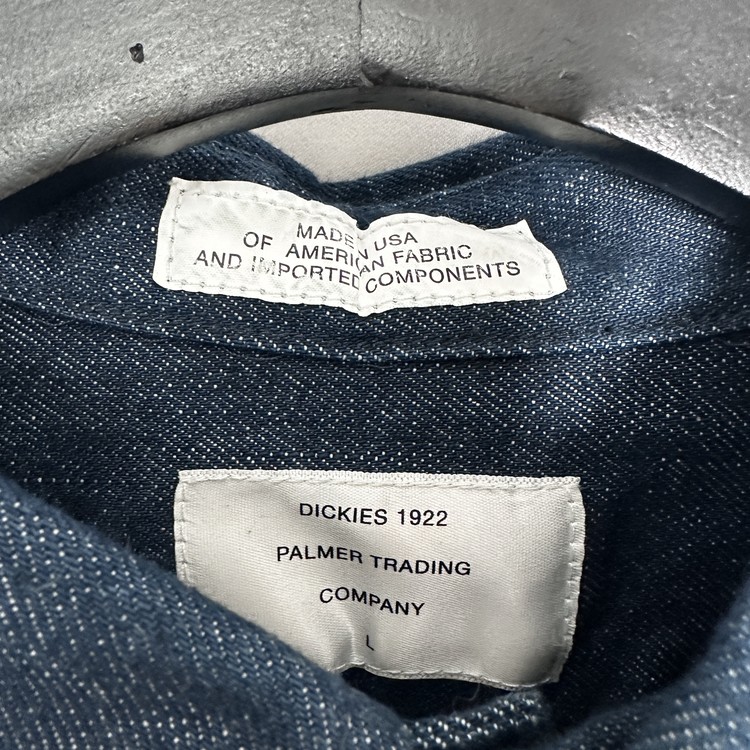 MADE IN USA
OF AMERICAN FABRIC
AND IMPORTED COMPONENTS
DICKIES 1922
PALMER TRADING
COMPANY
L